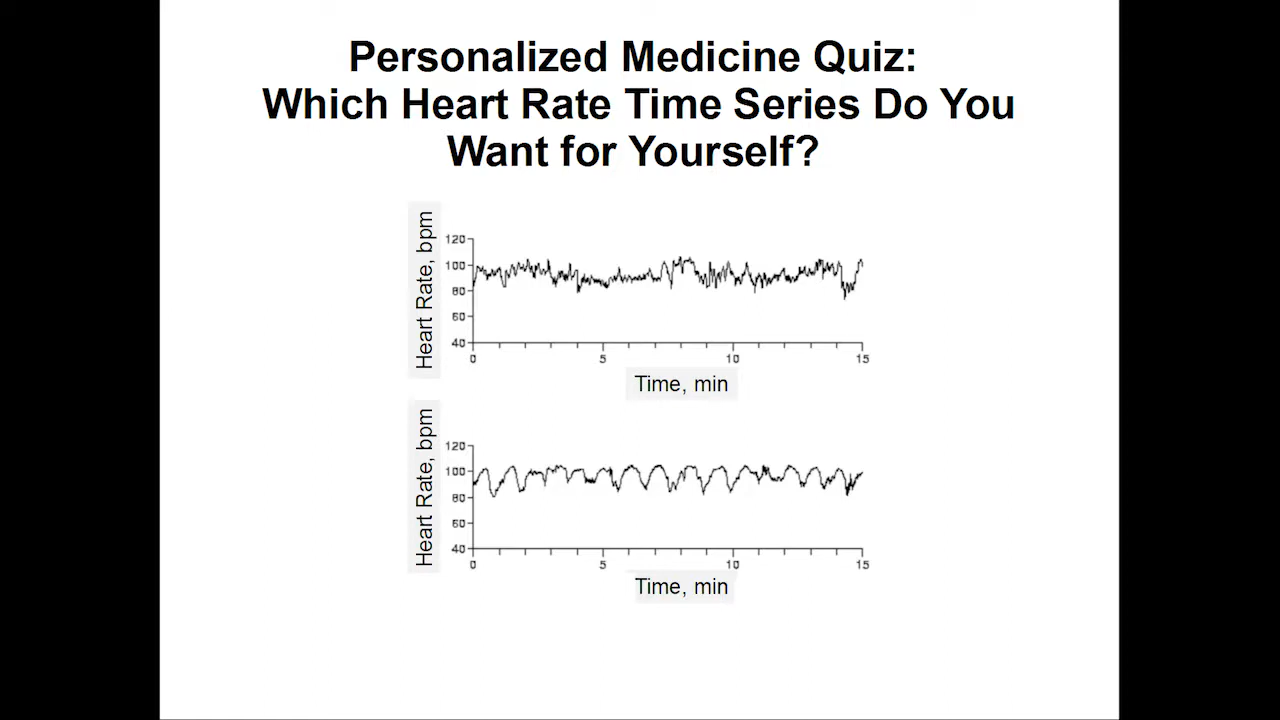 Personalized Medicine Quiz:
Which Heart Rate Time Series Do You
Want for Yourself?
Heart Rate, bpm
120
100
80
60
40
0 5 10 15
Time, min
Heart Rate, bpm
120
100
80
60
40
0 5 10 15
Time, min